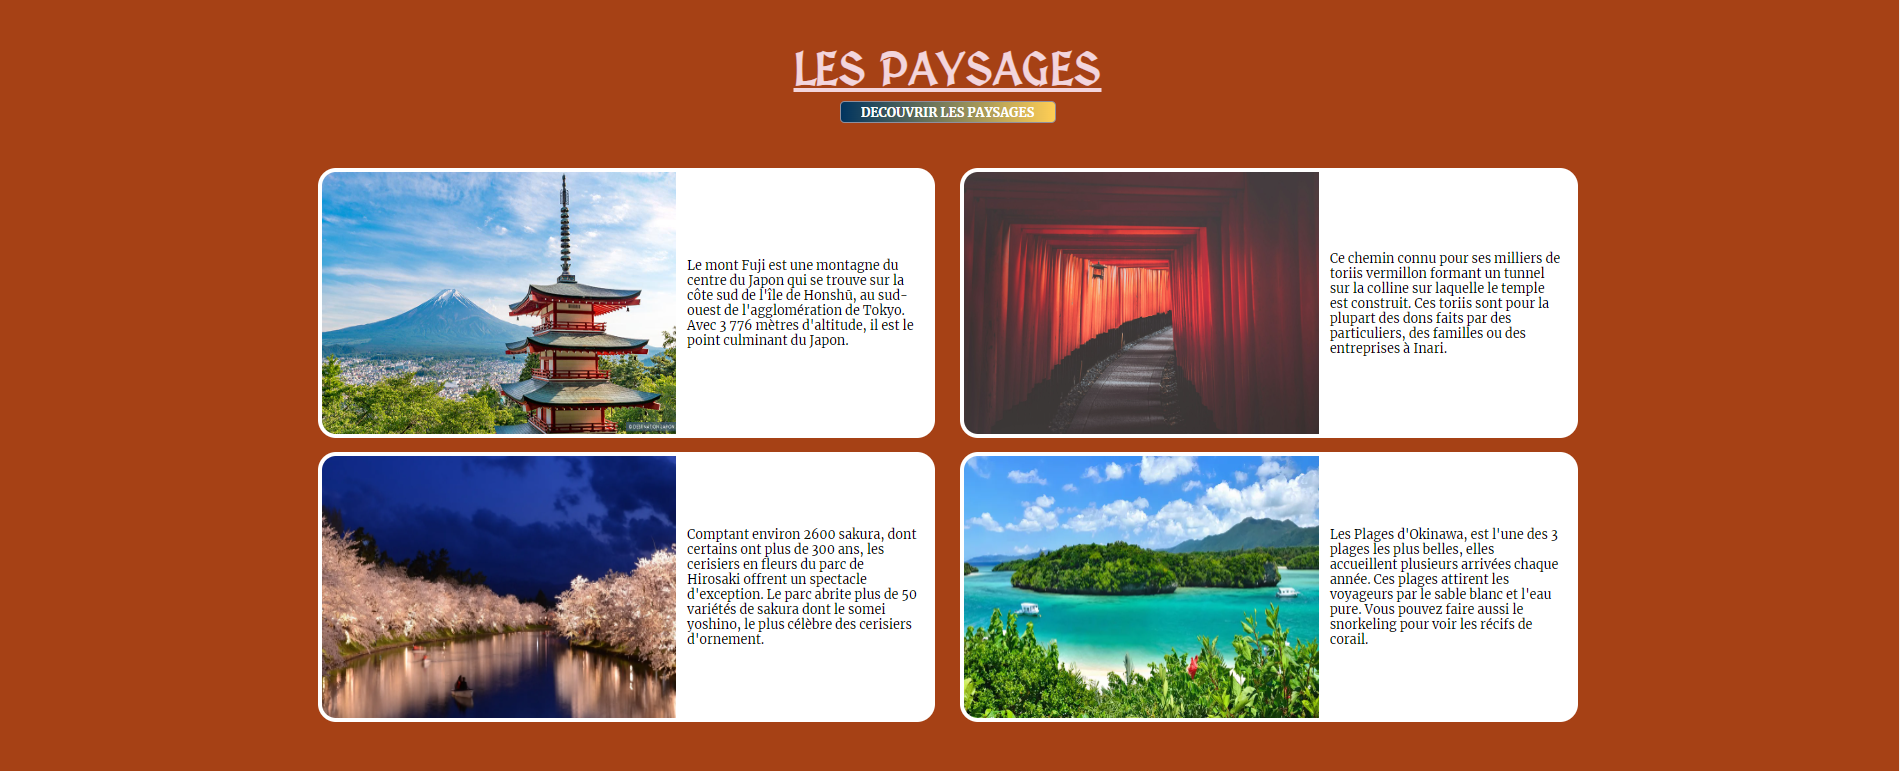 LES PAYSAGES
DECOUVRIR LES PAYSAGES
Le mont Fuji est une montagne du
centre du Japon qui se trouve sur la
côte sud de l'île de Honshū, au sud-
ouest de l'agglomération de Tokyo.
Avec 3 776 mètres d'altitude, il est le
point culminant du Japon.
©DESTINATION JAPON
Ce chemin connu pour ses milliers de
toriis vermillon formant un tunnel
sur la colline sur laquelle le temple
est construit. Ces toriis sont pour la
plupart des dons faits par des
particuliers, des familles ou des
entreprises à Inari.
Comptant environ 2600 sakura, dont
certains ont plus de 300 ans, les
cerisiers en fleurs du parc de
Hirosaki offrent un spectacle
d'exception. Le parc abrite plus de 50
variétés de sakura dont le somei
yoshino, le plus célèbre des cerisiers
d'ornement.
Les Plages d'Okinawa, est l'une des 3
plages les plus belles, elles
accueillent plusieurs arrivées chaque
année. Ces plages attirent les
voyageurs par le sable blanc et l'eau
pure. Vous pouvez faire aussi le
snorkeling pour voir les récifs de
corail.